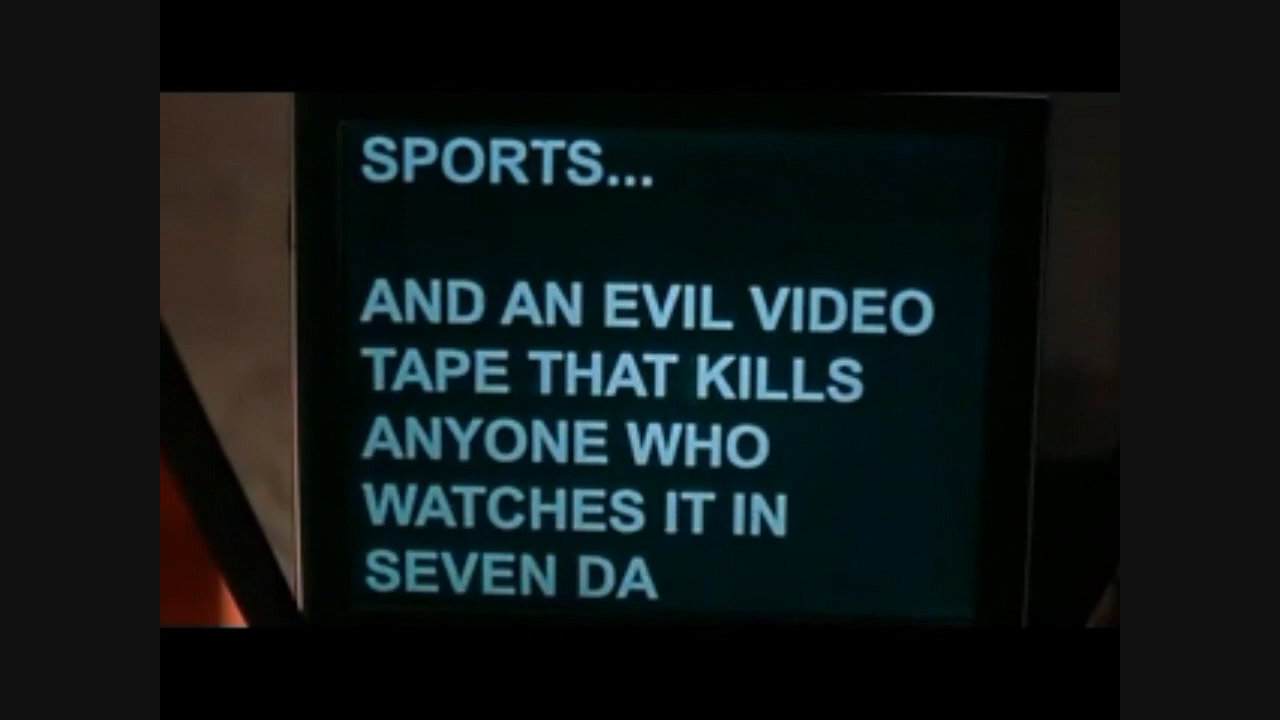 SPORTS...
AND AN EVIL VIDEO
TAPE THAT KILLS
ANYONE WHO
WATCHES IT IN
SEVEN DA